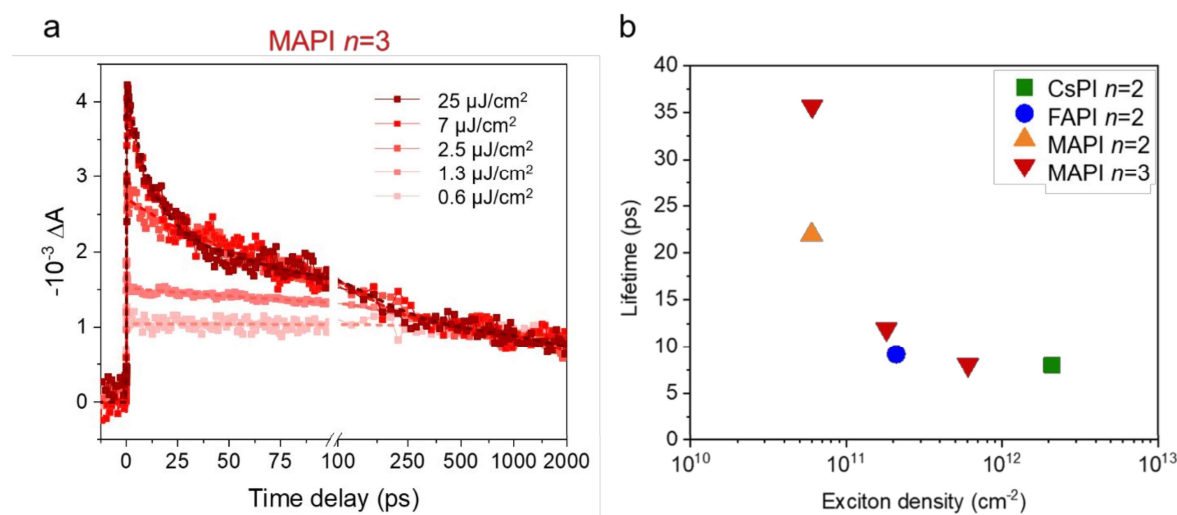 a
MAPI n=3
25 µJ/cm²
7 µJ/cm²
2.5 µJ/cm²
1.3 µJ/cm²
0.6 µJ/cm²
-10⁻³ ΔA
4
3
2
1
0
0 25 50 75 100 250 500 1000 2000
Time delay (ps)
b
CsPI n=2
FAPI n=2
MAPI n=2
MAPI n=3
Lifetime (ps)
40
35
30
25
20
15
10
5
0
10¹⁰ 10¹¹ 10¹² 10¹³
Exciton density (cm⁻²)